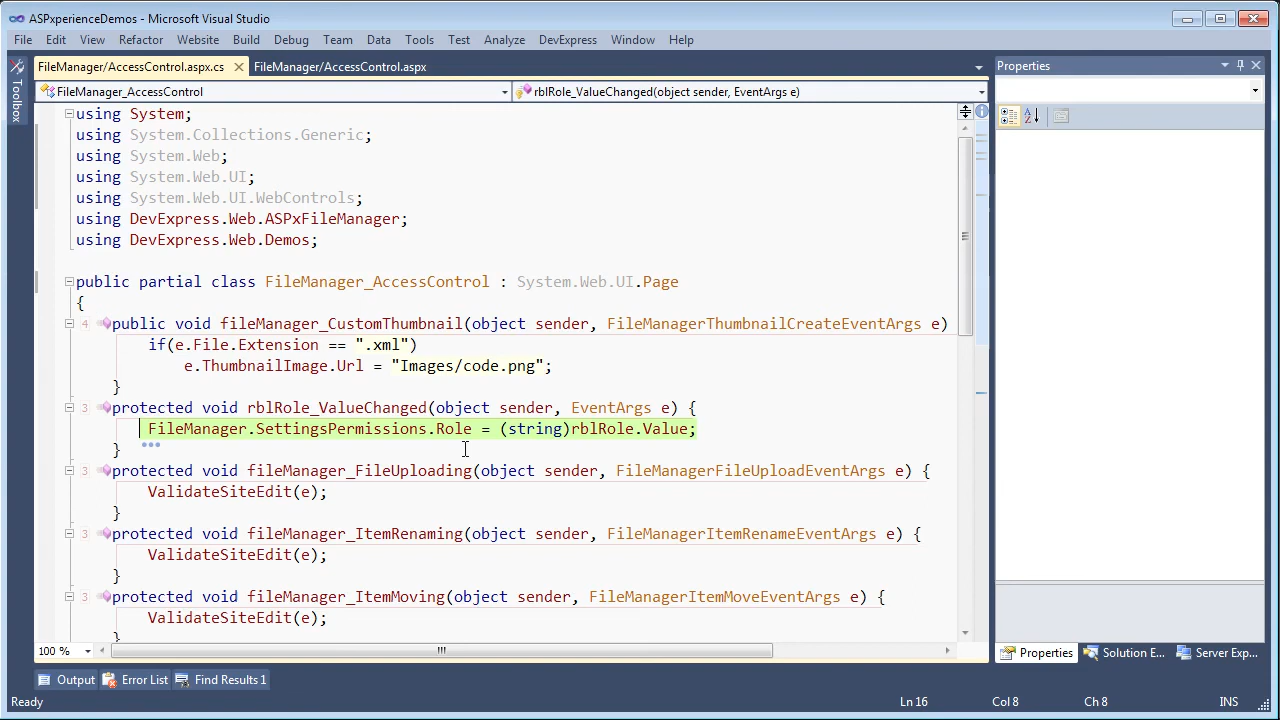 ASPxperienceDemos - Microsoft Visual Studio
File Edit View Refactor Website Build Debug Team Data Tools Test Analyze DevExpress Window Help
Toolbox
FileManager/AccessControl.aspx.cs FileManager/AccessControl.aspx
FileManager_AccessControl rblRole_ValueChanged(object sender, EventArgs e)
using System;
using System.Collections.Generic;
using System.Web;
using System.Web.UI;
using System.Web.UI.WebControls;
using DevExpress.Web.ASPxFileManager;
using DevExpress.Web.Demos;
public partial class FileManager_AccessControl : System.Web.UI.Page
{
4 public void fileManager_CustomThumbnail(object sender, FileManagerThumbnailCreateEventArgs e)
if(e.File.Extension == ".xml")
e.ThumbnailImage.Url = "Images/code.png";
}
3 protected void rblRole_ValueChanged(object sender, EventArgs e) {
FileManager.SettingsPermissions.Role = (string)rblRole.Value;
}
3 protected void fileManager_FileUploading(object sender, FileManagerFileUploadEventArgs e) {
ValidateSiteEdit(e);
}
3 protected void fileManager_ItemRenaming(object sender, FileManagerItemRenameEventArgs e) {
ValidateSiteEdit(e);
}
3 protected void fileManager_ItemMoving(object sender, FileManagerItemMoveEventArgs e) {
ValidateSiteEdit(e);
}
100 %
Properties
Properties Solution E... Server Exp...
Output Error List Find Results 1
Ready Ln 16 Col 8 Ch 8 INS